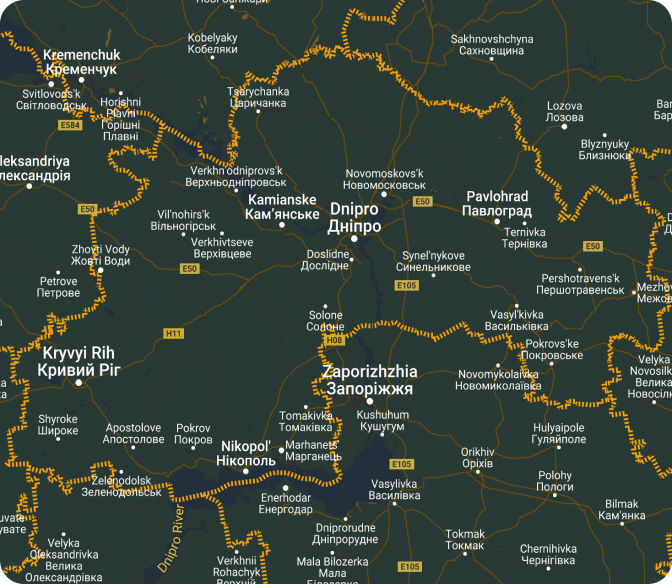 Kobelyaky
Кобеляки
Sakhnovshchyna
Сахновщина
Kremenchuk
Кременчук
Svitlovods'k
Світловодськ
Horishni
Plavni
Горішні
Плавні
E584
Tsarychanka
Царичанка
Lozova
Лозова
Blyznyuky
Близнюки
Verkhn'odniprovs'k
Верхньодніпровськ
Novomoskovs'k
Новомосковськ
E50
E50
Kamianske
Кам'янське
Dnipro
Дніпро
Pavlohrad
Павлоград
Vil'nohirs'k
Вільногірськ
Verkhivtseve
Верхівцеве
Ternivka
Тернівка
E50
E50
Zhovti Vody
Жовті Води
Doslidne
Дослідне
Synel'nykove
Синельникове
E105
Petrove
Петрове
Pershotravens'k
Першотравенськ
Solone
Солоне
Vasyl'kivka
Васильківка
H11
H08
Pokrovs'ke
Покровське
Kryvyi Rih
Кривий Ріг
Zaporizhzhia
Запоріжжя
Novomykolaivka
Новомиколаївка
Velyka
Shyroke
Широке
Apostolove
Апостолове
Pokrov
Покров
Tomakivka
Томаківка
Kushuhum
Кушугум
Huliaipole
Гуляйполе
Nikopol'
Нікополь
Marhanets'
Марганець
E105
Orikhiv
Оріхів
Zelenodolsk
Зеленодольськ
Enerhodar
Енергодар
Vasylivka
Василівка
Polohy
Пологи
Bilmak
Кам'янка
Dnipro River
Dniprorudne
Дніпрорудне
Velyka
Oleksandrivka
Велика
Олександрівка
Verkhnii
Rohachyk
Верхній
Mala Bilozerka
Мала
Tokmak
Токмак
Chernihivka
Чернігівка
E105